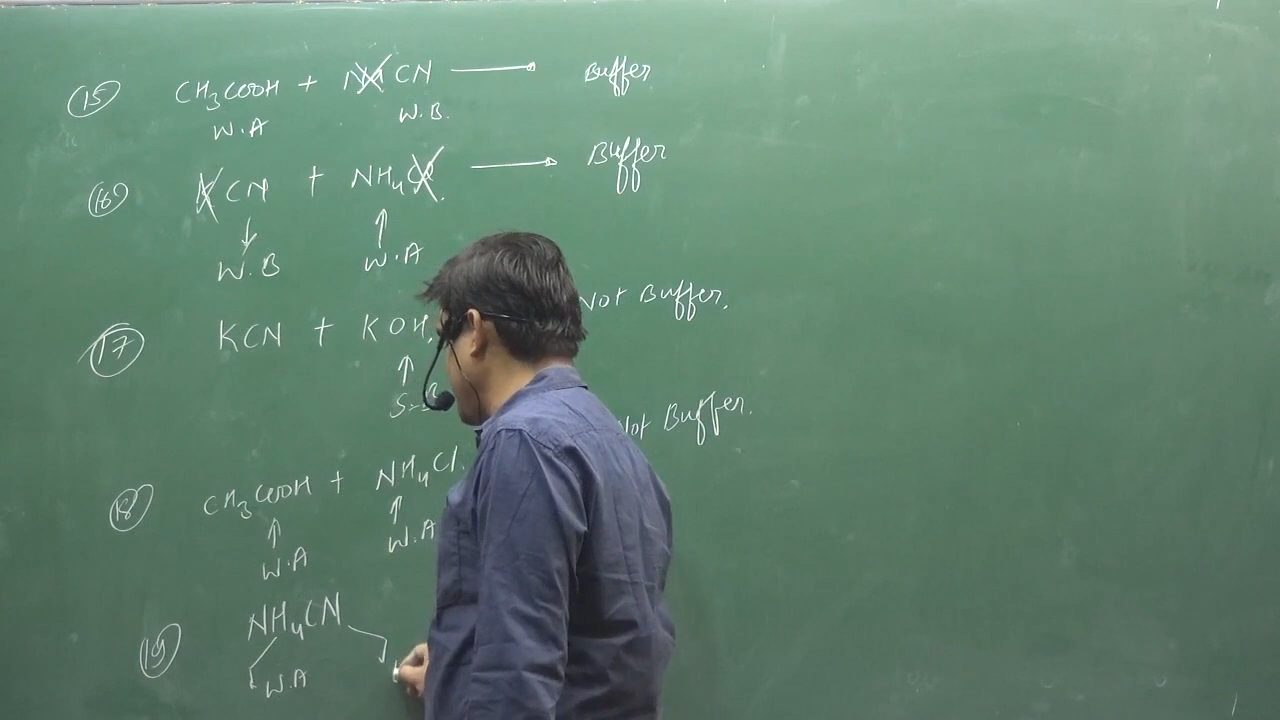 (15) CH3COOH + NaCN ⟶ Buffer
W.A W.B.
(16) KCN + NH4Cl. ⟶ Buffer
W.B W.A
(17) KCN + KOH, Not Buffer.
S.B
(18) CH3COOH + NH4Cl. Not Buffer.
W.A W.A
(19) NH4CN
W.A